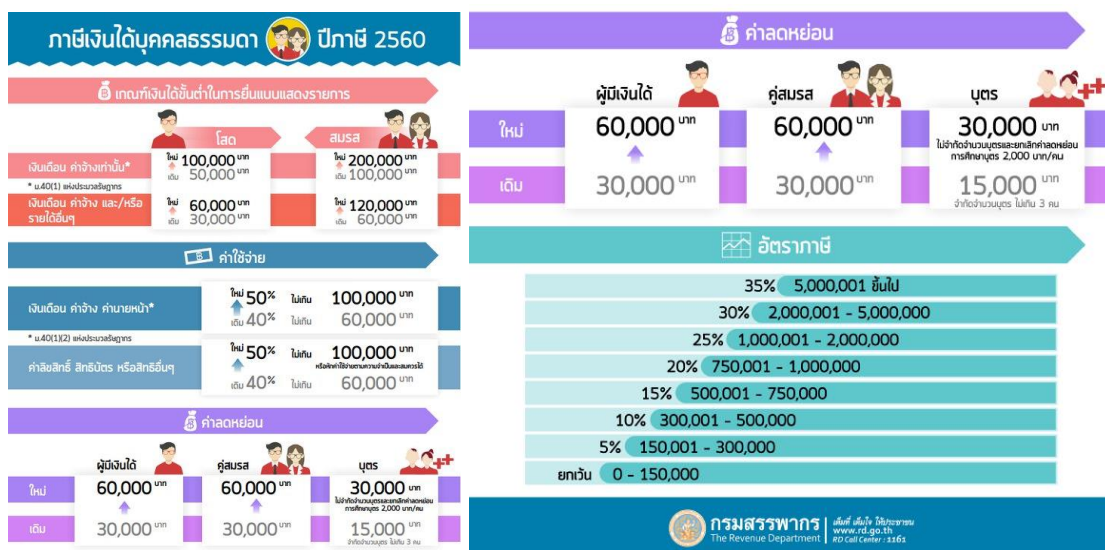 ภาษีเงินได้บุคคลธรรมดา ปีภาษี 2560
เกณฑ์เงินได้ขั้นต่ำในการยื่นแบบแสดงรายการ
โสด
สมรส
เงินเดือน ค่าจ้างเท่านั้น*
ใหม่ 100,000 บาท
เดิม 50,000 บาท
ใหม่ 200,000 บาท
เดิม 100,000 บาท
* ม.40(1) แห่งประมวลรัษฎากร
เงินเดือน ค่าจ้าง และ/หรือ
รายได้อื่นๆ
ใหม่ 60,000 บาท
เดิม 30,000 บาท
ใหม่ 120,000 บาท
เดิม 60,000 บาท
ค่าใช้จ่าย
เงินเดือน ค่าจ้าง ค่านายหน้า*
ใหม่ 50% ไม่เกิน 100,000 บาท
เดิม 40% ไม่เกิน 60,000 บาท
* ม.40(1)(2) แห่งประมวลรัษฎากร
ค่าลิขสิทธิ์ สิทธิบัตร หรือสิทธิอื่นๆ
ใหม่ 50% ไม่เกิน 100,000 บาท
หรือหักค่าใช้จ่ายตามความจำเป็นและสมควรได้
เดิม 40% ไม่เกิน 60,000 บาท
ค่าลดหย่อน
ผู้มีเงินได้
คู่สมรส
บุตร
ใหม่
60,000 บาท
60,000 บาท
30,000 บาท
ไม่จำกัดจำนวนบุตรและยกเลิกค่าลดหย่อน
การศึกษาบุตร 2,000 บาท/คน
เดิม
30,000 บาท
30,000 บาท
15,000 บาท
จำกัดจำนวนบุตร ไม่เกิน 3 คน
ค่าลดหย่อน
ผู้มีเงินได้
คู่สมรส
บุตร
ใหม่
60,000 บาท
60,000 บาท
30,000 บาท
ไม่จำกัดจำนวนบุตรและยกเลิกค่าลดหย่อน
การศึกษาบุตร 2,000 บาท/คน
เดิม
30,000 บาท
30,000 บาท
15,000 บาท
จำกัดจำนวนบุตร ไม่เกิน 3 คน
อัตราภาษี
35% 5,000,001 ขึ้นไป
30% 2,000,001 - 5,000,000
25% 1,000,001 - 2,000,000
20% 750,001 - 1,000,000
15% 500,001 - 750,000
10% 300,001 - 500,000
5% 150,001 - 300,000
ยกเว้น 0 - 150,000
กรมสรรพากร
The Revenue Department
เต็มที่ เต็มใจ ให้ประชาชน
www.rd.go.th
RD Call Center : 1161